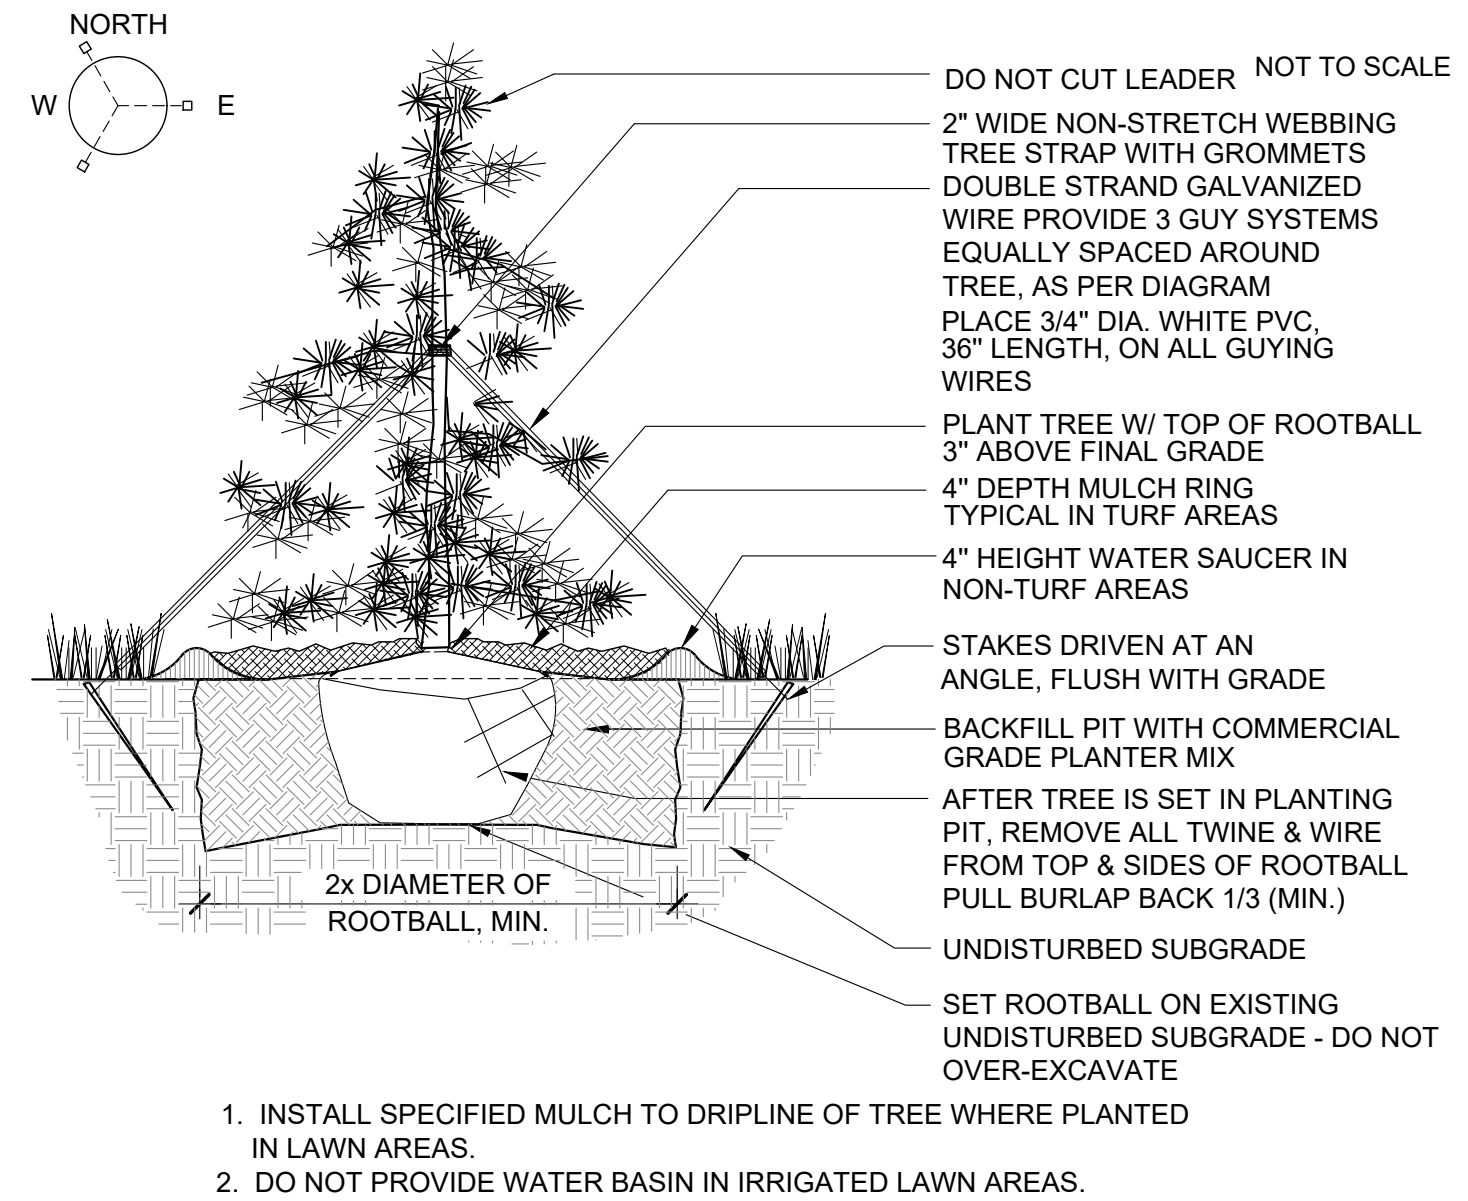 NORTH
W
E
DO NOT CUT LEADER
NOT TO SCALE
2" WIDE NON-STRETCH WEBBING
TREE STRAP WITH GROMMETS
DOUBLE STRAND GALVANIZED
WIRE PROVIDE 3 GUY SYSTEMS
EQUALLY SPACED AROUND
TREE, AS PER DIAGRAM
PLACE 3/4" DIA. WHITE PVC,
36" LENGTH, ON ALL GUYING
WIRES
PLANT TREE W/ TOP OF ROOTBALL
3" ABOVE FINAL GRADE
4" DEPTH MULCH RING
TYPICAL IN TURF AREAS
4" HEIGHT WATER SAUCER IN
NON-TURF AREAS
STAKES DRIVEN AT AN
ANGLE, FLUSH WITH GRADE
BACKFILL PIT WITH COMMERCIAL
GRADE PLANTER MIX
AFTER TREE IS SET IN PLANTING
PIT, REMOVE ALL TWINE & WIRE
FROM TOP & SIDES OF ROOTBALL
PULL BURLAP BACK 1/3 (MIN.)
2x DIAMETER OF
ROOTBALL, MIN.
UNDISTURBED SUBGRADE
SET ROOTBALL ON EXISTING
UNDISTURBED SUBGRADE - DO NOT
OVER-EXCAVATE
1. INSTALL SPECIFIED MULCH TO DRIPLINE OF TREE WHERE PLANTED
IN LAWN AREAS.
2. DO NOT PROVIDE WATER BASIN IN IRRIGATED LAWN AREAS.